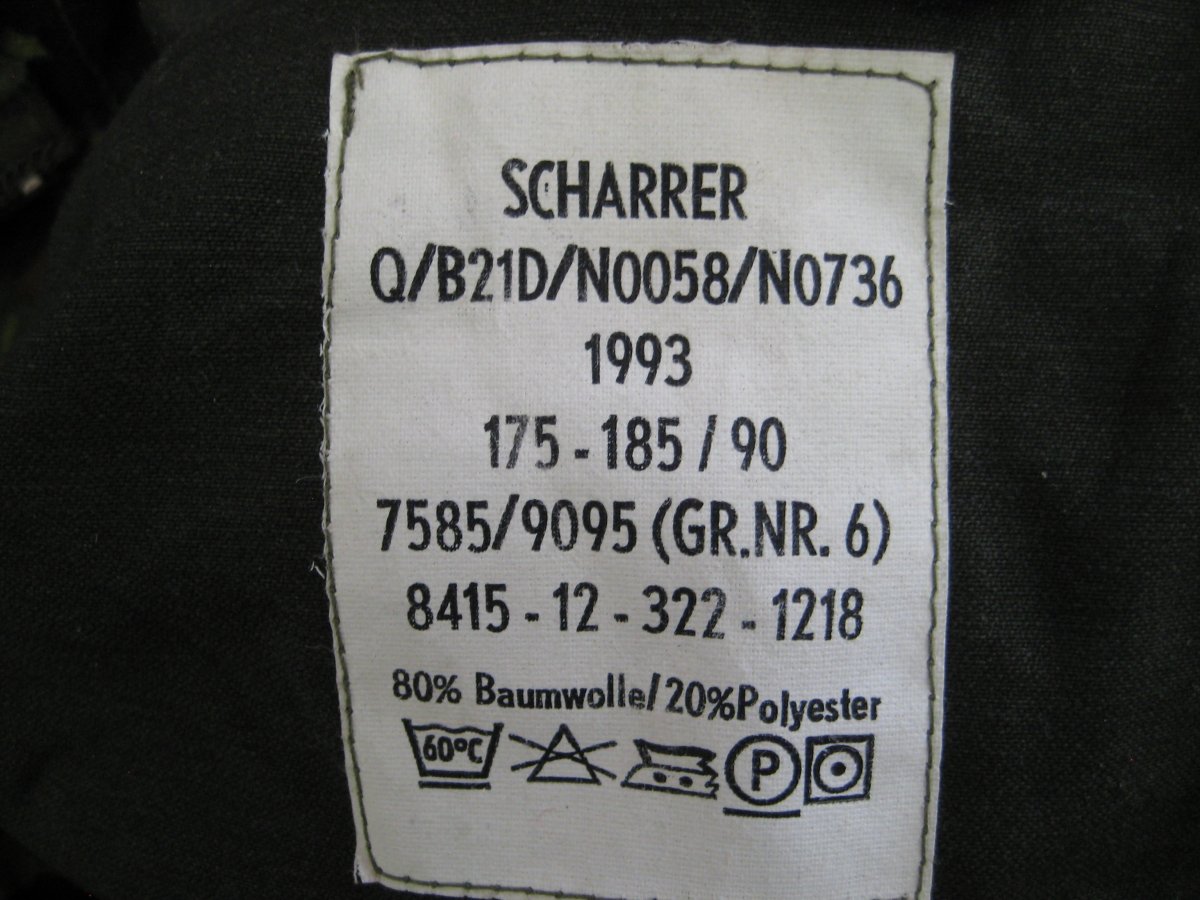 SCHARRER
Q/B21D/N0058/N0736
1993
175-185/90
7585/9095 (GR.NR. 6)
8415-12-322-1218
80% Baumwolle/20%Polyester
60°C P